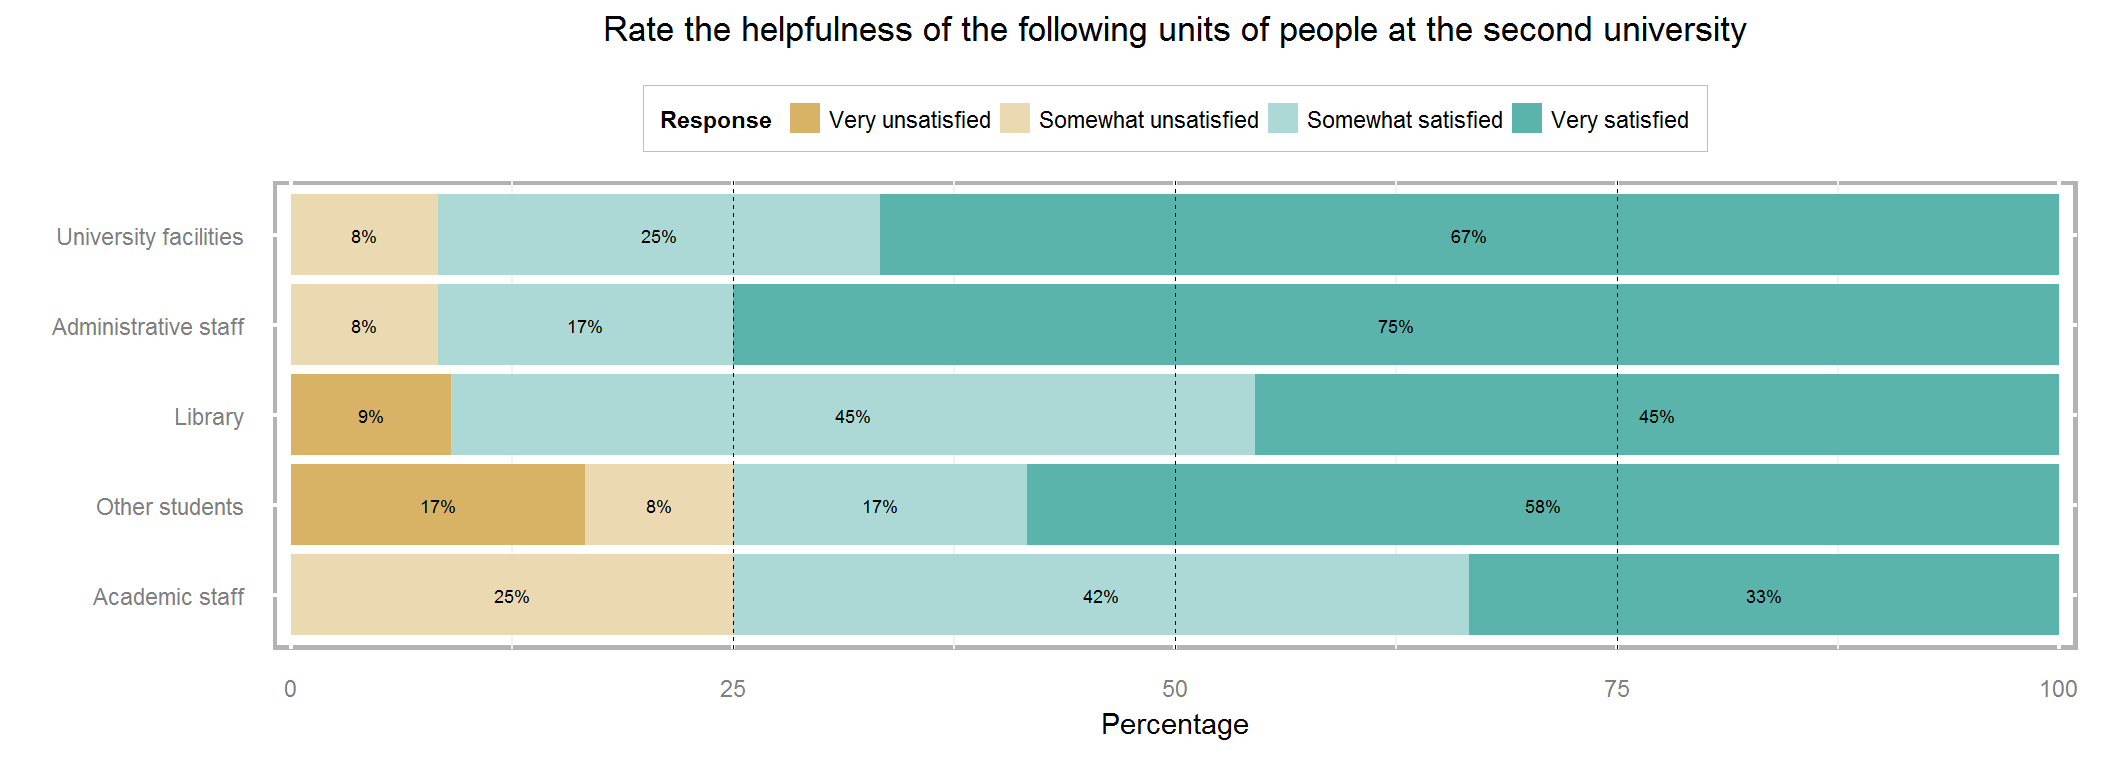 Rate the helpfulness of the following units of people at the second university
Response Very unsatisfied Somewhat unsatisfied Somewhat satisfied Very satisfied
University facilities 8% 25% 67%
Administrative staff 8% 17% 75%
Library 9% 45% 45%
Other students 17% 8% 17% 58%
Academic staff 25% 42% 33%
0 25 50 75 100
Percentage